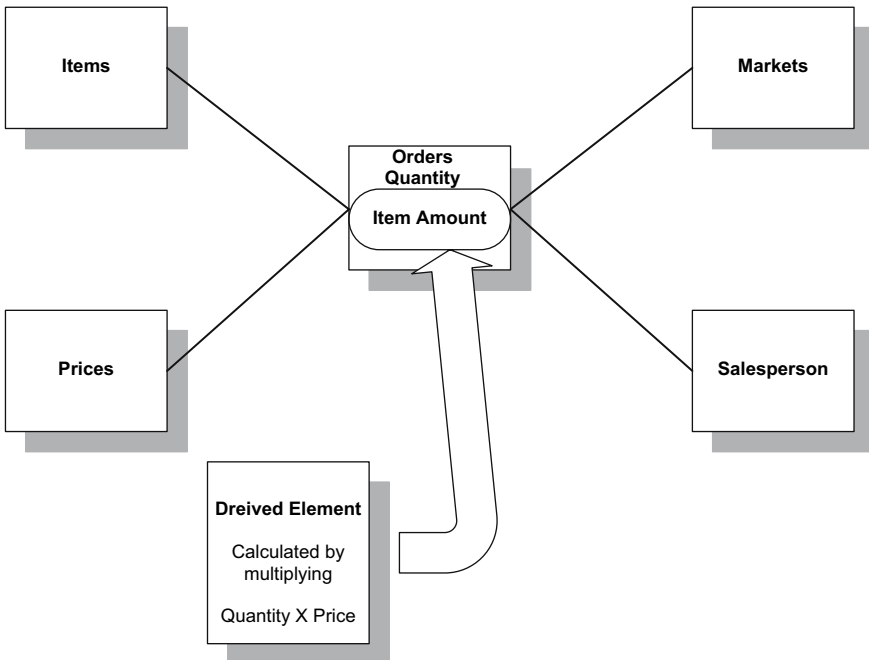 Items
Markets
Orders
Quantity
Item Amount
Prices
Salesperson
Dreived Element
Calculated by
multiplying
Quantity X Price